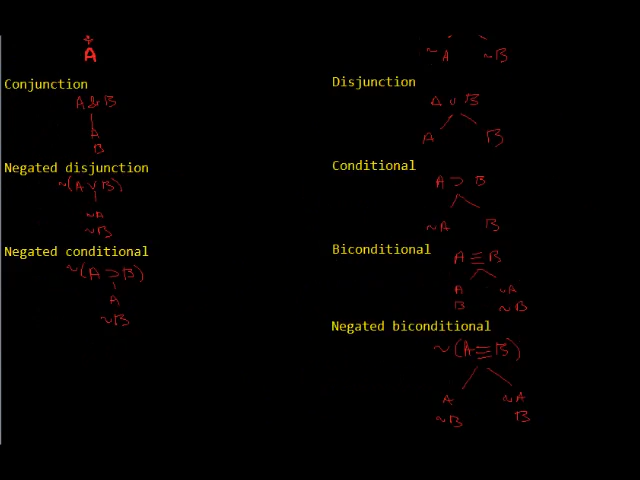 A
Conjunction
A & B
A
B
Negated disjunction
~(A ∨ B)
~A
~B
Negated conditional
~(A ⊃ B)
A
~B
~A ~B
Disjunction
A ∨ B
A B
Conditional
A ⊃ B
~A B
Biconditional
A ≡ B
A ~A
B ~B
Negated biconditional
~(A ≡ B)
A ~A
~B B